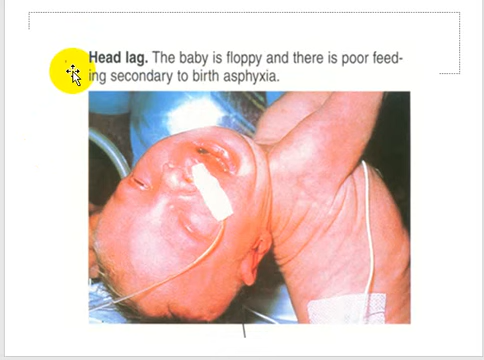 Head lag. The baby is floppy and there is poor feed-
ing secondary to birth asphyxia.